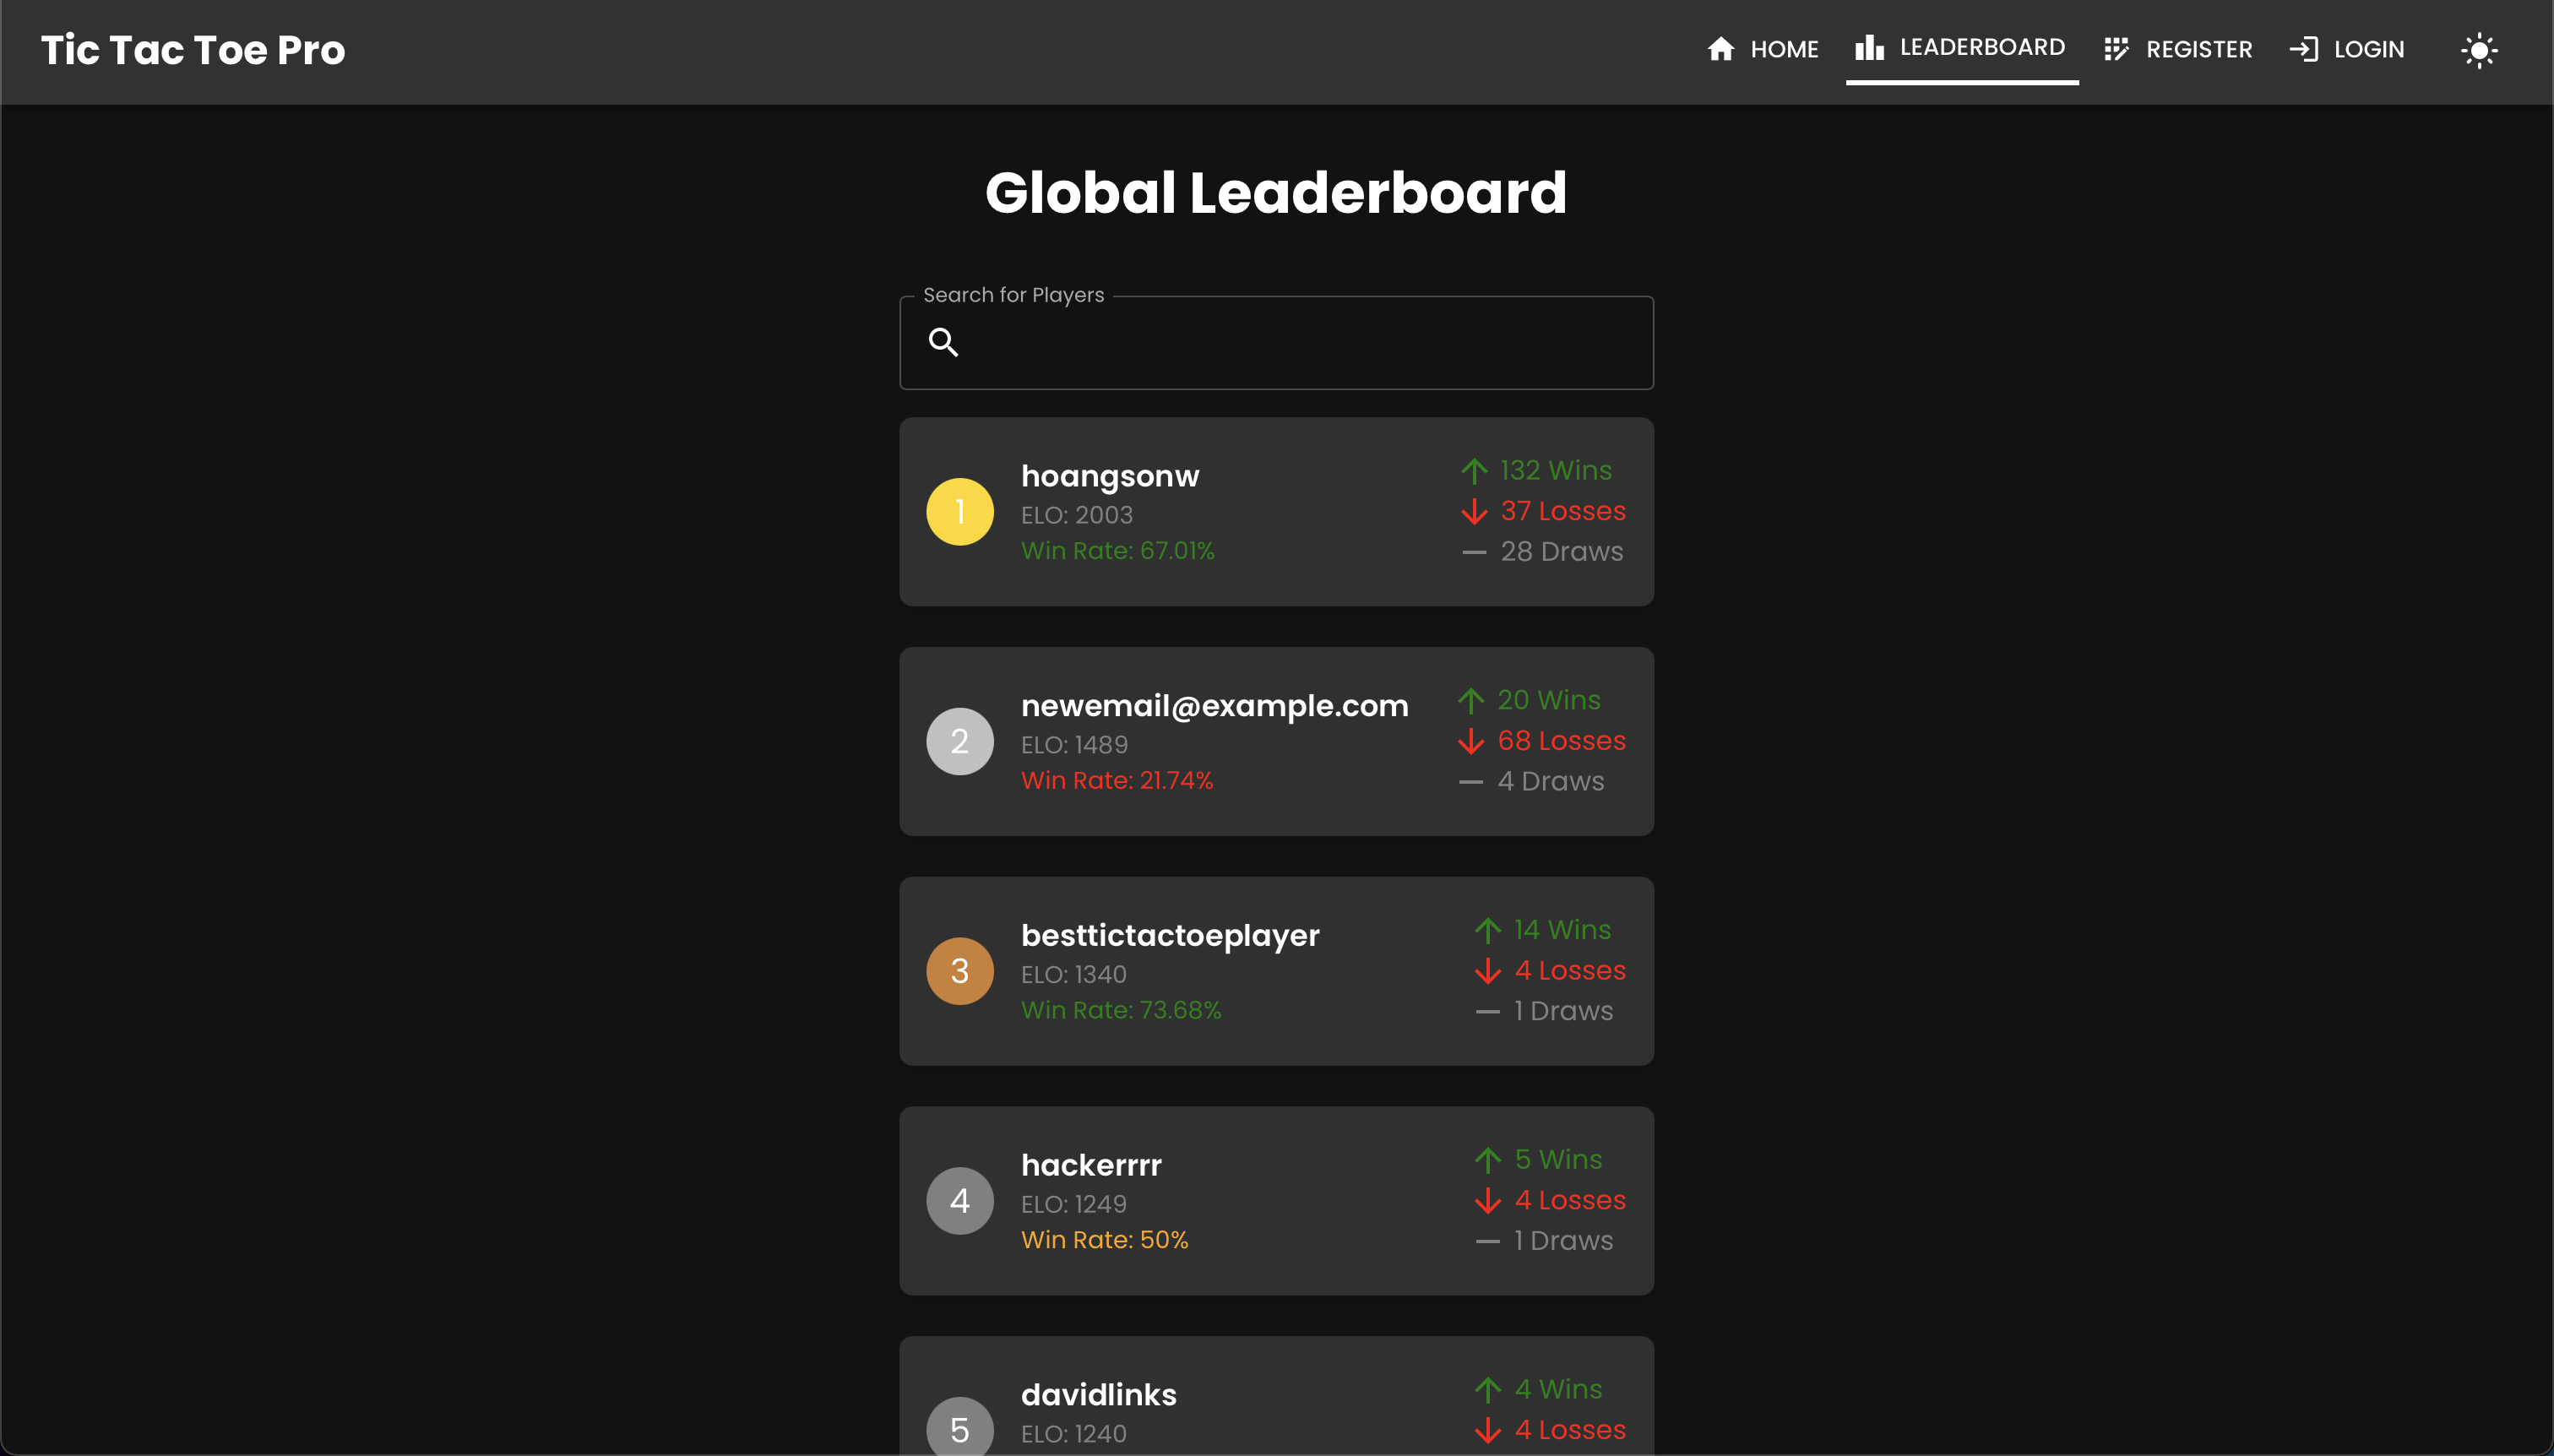 Tic Tac Toe Pro
HOME
LEADERBOARD
REGISTER
LOGIN
Global Leaderboard
Search for Players
1
hoangsonw
ELO: 2003
Win Rate: 67.01%
132 Wins
37 Losses
28 Draws
2
newemail@example.com
ELO: 1489
Win Rate: 21.74%
20 Wins
68 Losses
4 Draws
3
besttictactoeplayer
ELO: 1340
Win Rate: 73.68%
14 Wins
4 Losses
1 Draws
4
hackerrrr
ELO: 1249
Win Rate: 50%
5 Wins
4 Losses
1 Draws
5
davidlinks
ELO: 1240
4 Wins
4 Losses